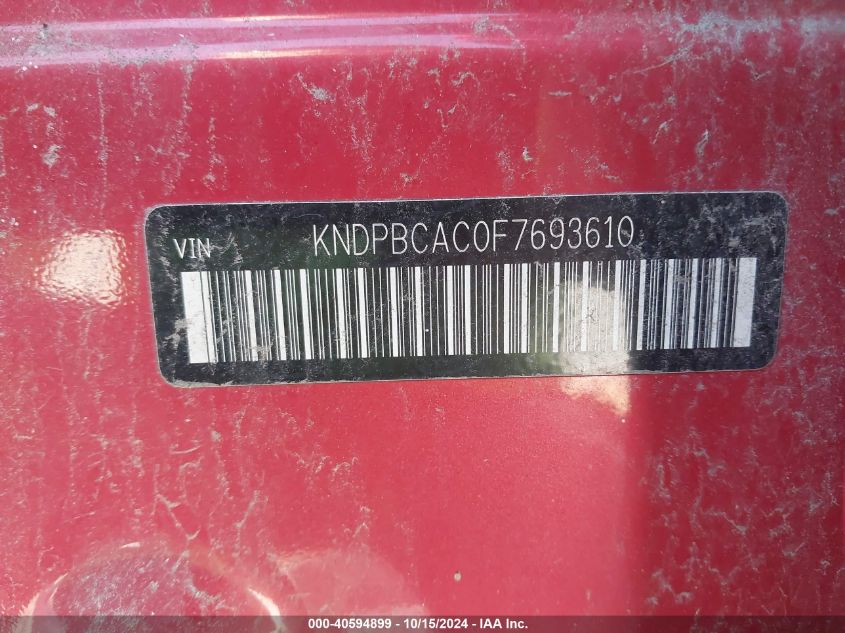 VIN KNDPBCAC0F7693610
000-40594899 - 10/15/2024 - IAA Inc.